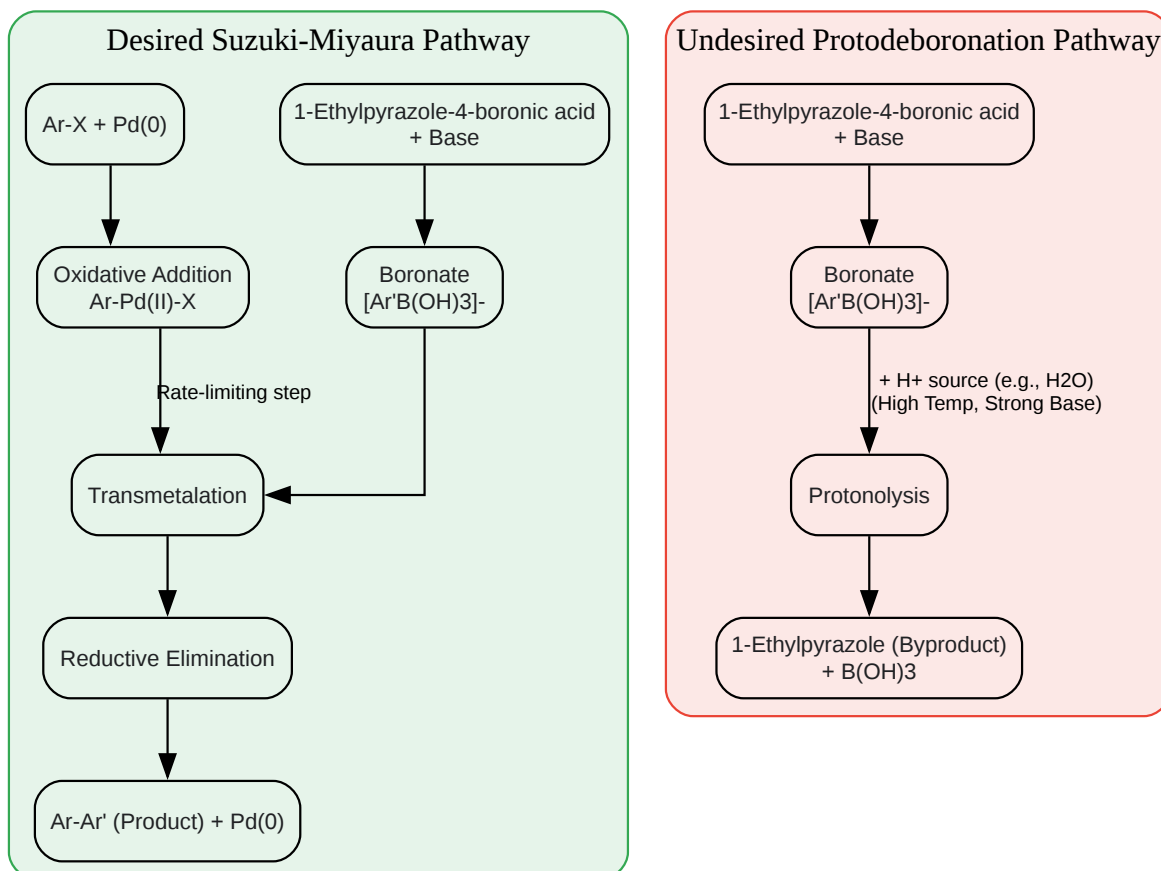 Desired Suzuki-Miyaura Pathway
Ar-X + Pd(0)
1-Ethylpyrazole-4-boronic acid
+ Base
Oxidative Addition
Ar-Pd(II)-X
Boronate
[Ar'B(OH)3]-
Rate-limiting step
Transmetalation
Reductive Elimination
Ar-Ar' (Product) + Pd(0)
Undesired Protodeboronation Pathway
1-Ethylpyrazole-4-boronic acid
+ Base
Boronate
[Ar'B(OH)3]-
+ H+ source (e.g., H2O)
(High Temp, Strong Base)
Protonolysis
1-Ethylpyrazole (Byproduct)
+ B(OH)3